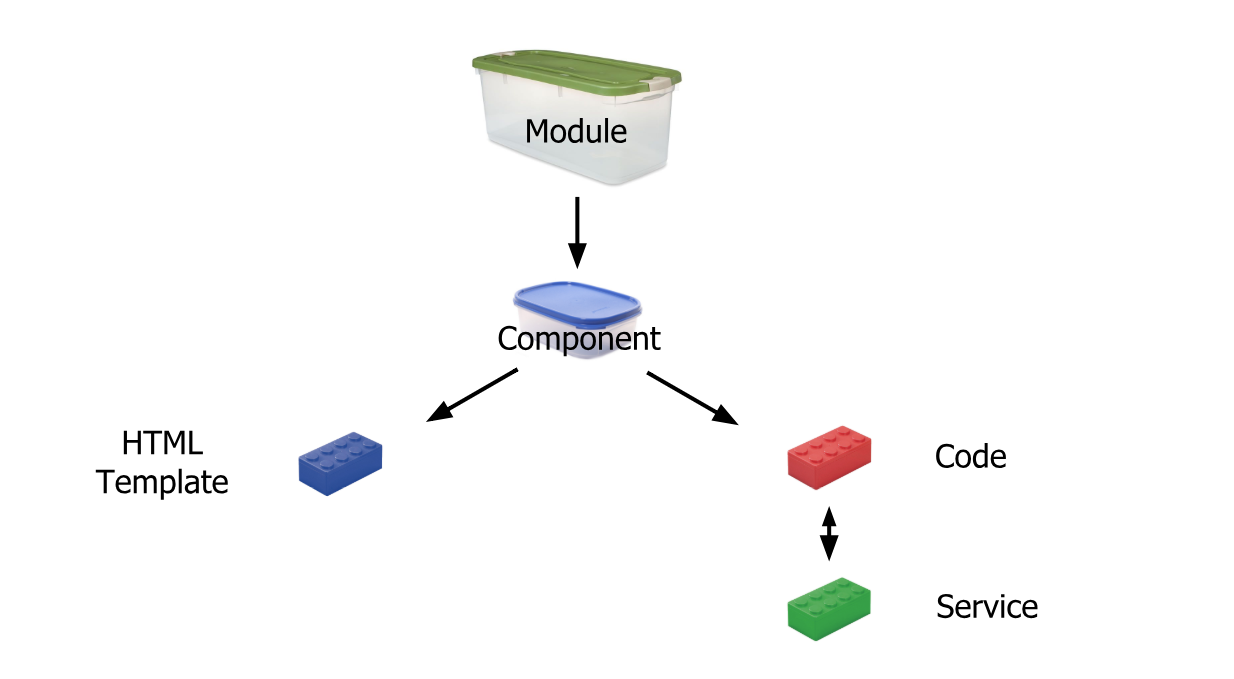 Module
Component
HTML
Template
Code
Service